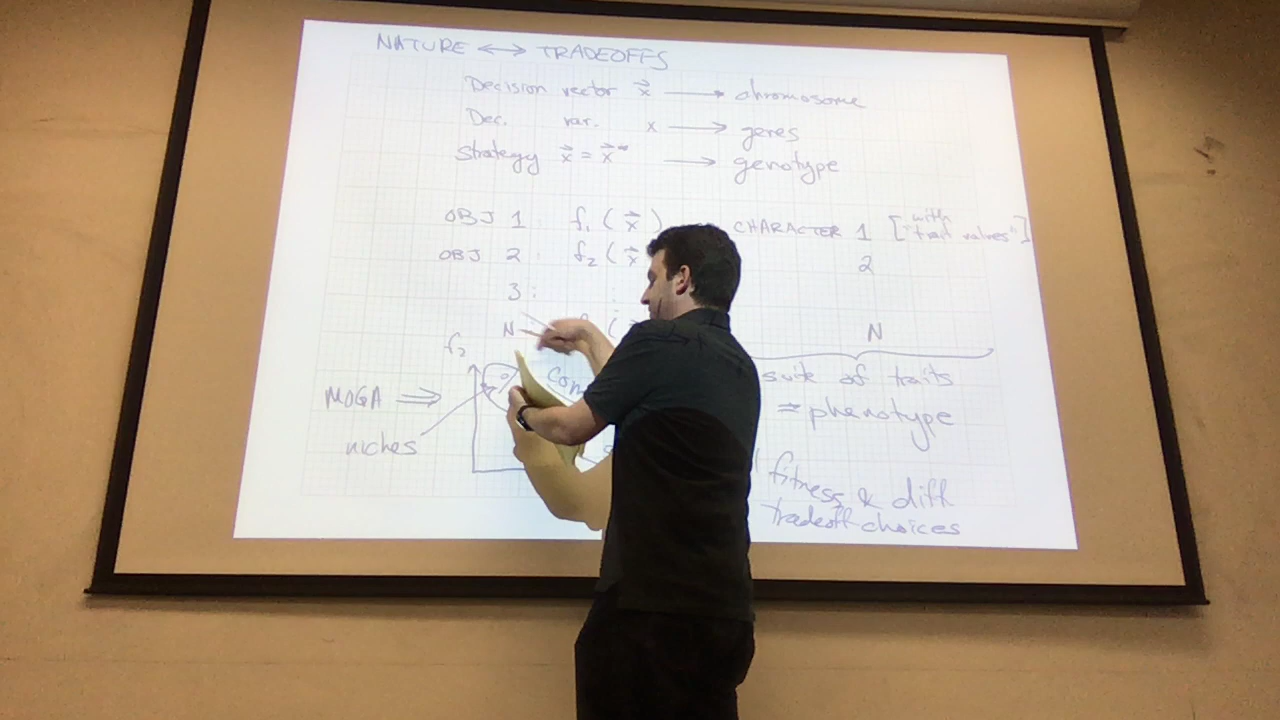 NATURE ↔ TRADEOFFS
Decision vector x⃗ → chromosome
Dec. var. x → genes
Strategy x⃗ = x⃗* → genotype
OBJ 1 : f₁ ( x⃗ ) CHARACTER 1 [with "trait values"]
OBJ 2 : f₂ ( x⃗ 2
3 :
N : ( N
f₂
MOGA ⇒ suite of traits
= phenotype
niches
fitness & diff
tradeoff choices